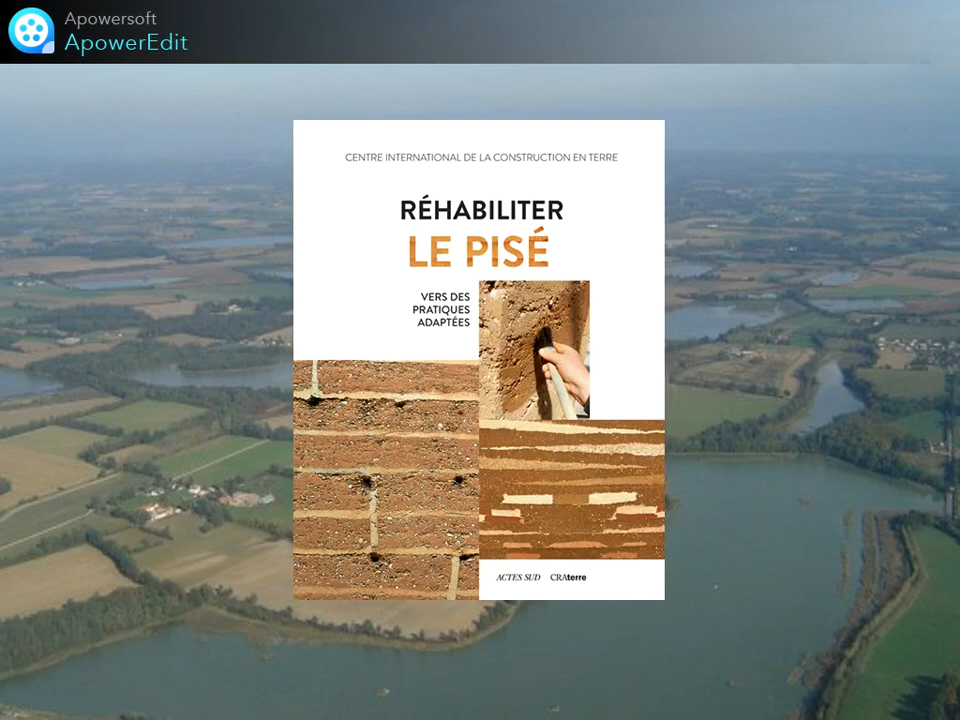 Apowersoft
ApowerEdit
CENTRE INTERNATIONAL DE LA CONSTRUCTION EN TERRE
RÉHABILITER
LE PISÉ
VERS DES
PRATIQUES
ADAPTÉES
ACTES SUD CRAterre